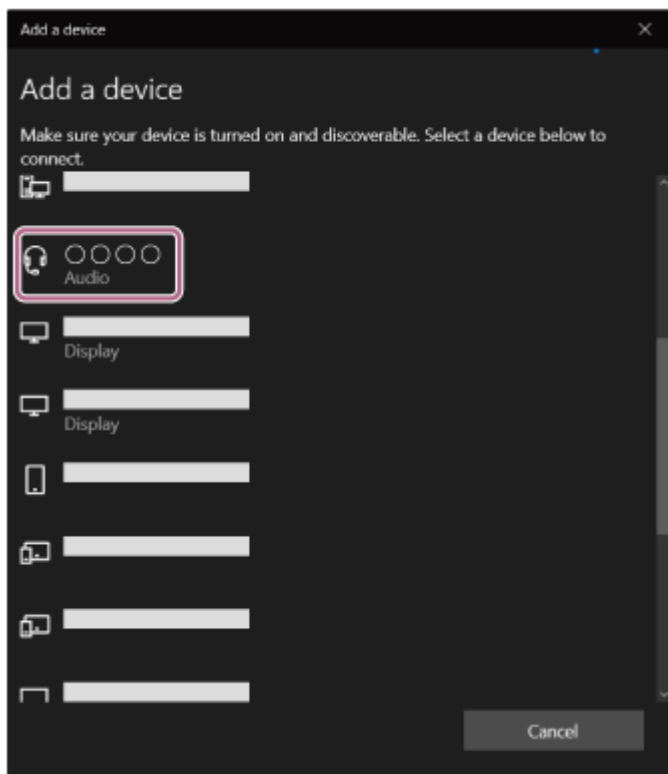 Add a device
Add a device
Make sure your device is turned on and discoverable. Select a device below to
connect.
○○○○
Audio
Display
Display
Cancel